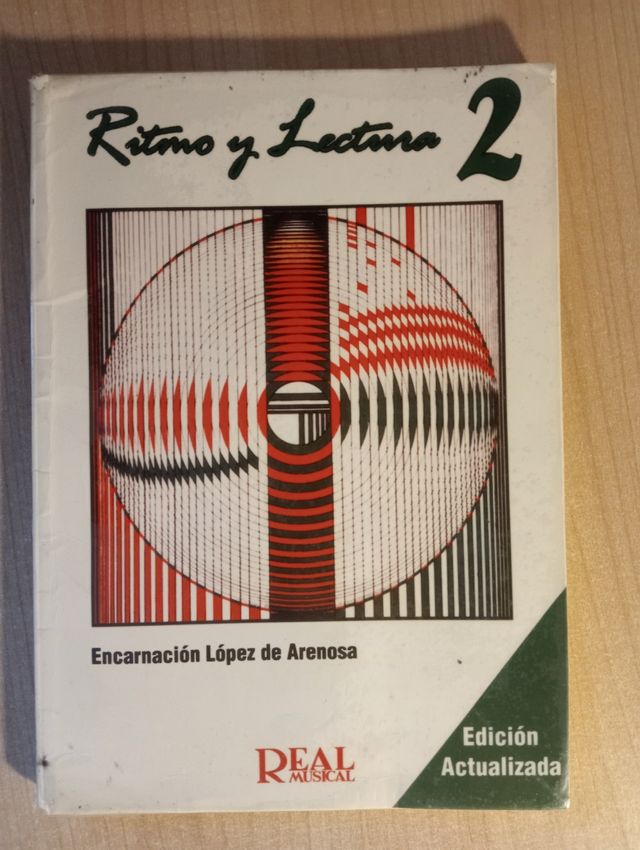 Ritmo y Lectura 2
Encarnación López de Arenosa
Edición
Actualizada
REAL
MUSICAL